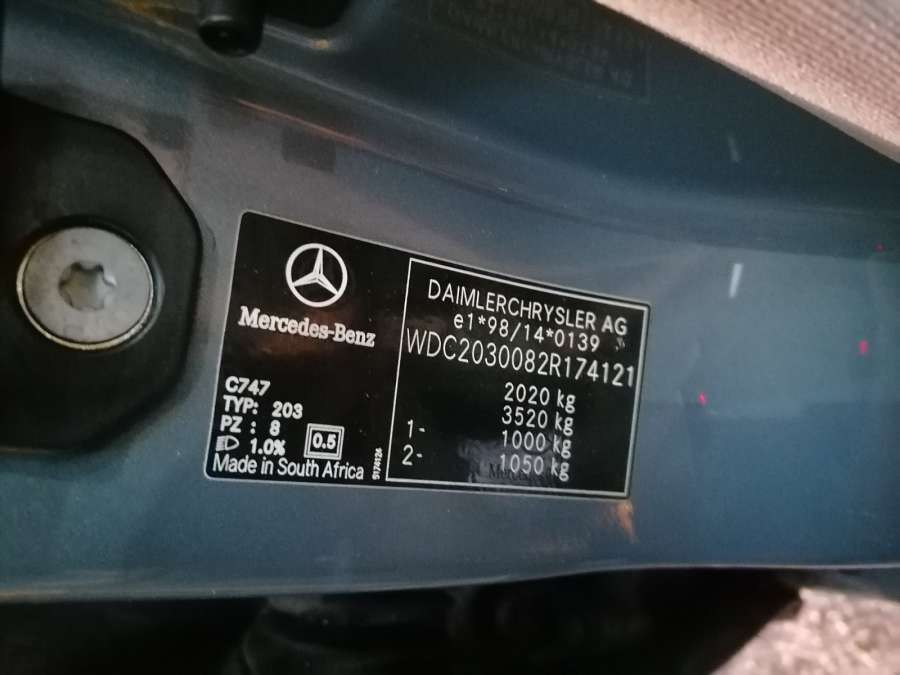 Mercedes-Benz
C747
TYP: 203
PZ : 8
1.0% 0.5
Made in South Africa
DAIMLERCHRYSLER AG
e1*98/14*0139
WDC2030082R174121
2020 kg
3520 kg
1- 1000 kg
2- 1050 kg